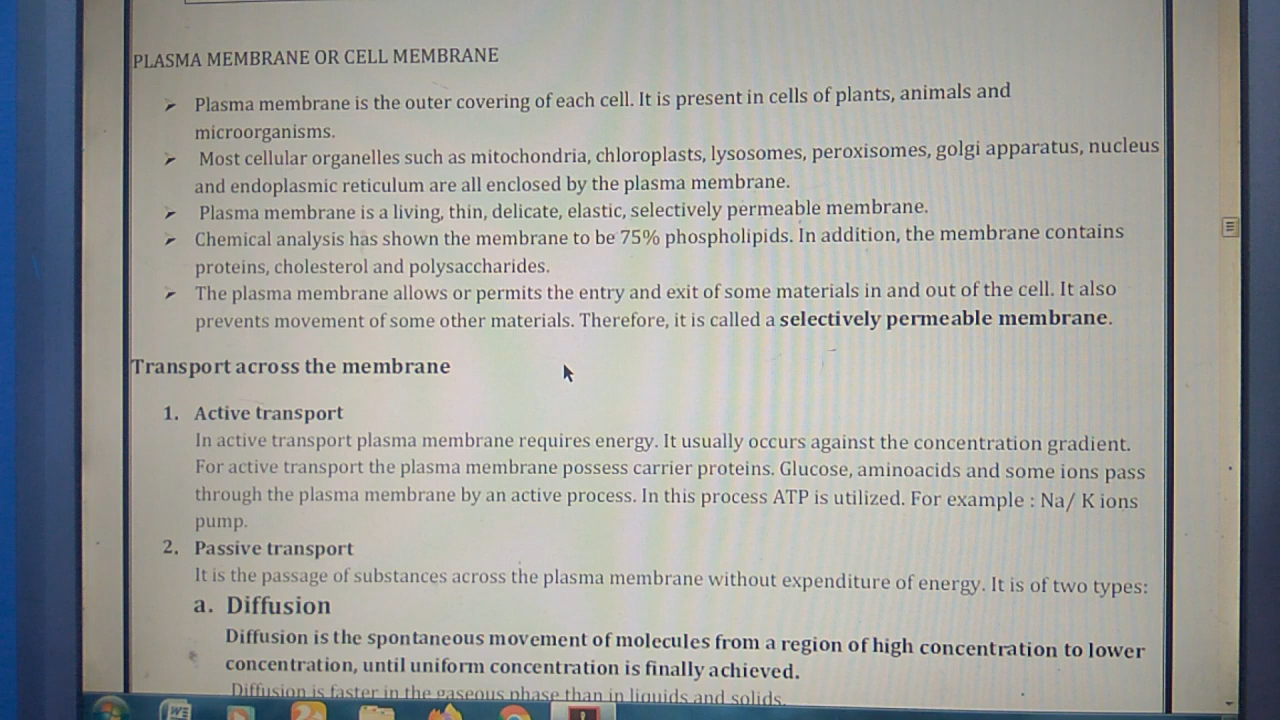 PLASMA MEMBRANE OR CELL MEMBRANE
➢ Plasma membrane is the outer covering of each cell. It is present in cells of plants, animals and
microorganisms.
➢ Most cellular organelles such as mitochondria, chloroplasts, lysosomes, peroxisomes, golgi apparatus, nucleus
and endoplasmic reticulum are all enclosed by the plasma membrane.
➢ Plasma membrane is a living, thin, delicate, elastic, selectively permeable membrane.
➢ Chemical analysis has shown the membrane to be 75% phospholipids. In addition, the membrane contains
proteins, cholesterol and polysaccharides.
➢ The plasma membrane allows or permits the entry and exit of some materials in and out of the cell. It also
prevents movement of some other materials. Therefore, it is called a selectively permeable membrane.
Transport across the membrane
1. Active transport
In active transport plasma membrane requires energy. It usually occurs against the concentration gradient.
For active transport the plasma membrane possess carrier proteins. Glucose, aminoacids and some ions pass
through the plasma membrane by an active process. In this process ATP is utilized. For example : Na/ K ions
pump.
2. Passive transport
It is the passage of substances across the plasma membrane without expenditure of energy. It is of two types:
a. Diffusion
Diffusion is the spontaneous movement of molecules from a region of high concentration to lower
concentration, until uniform concentration is finally achieved.
Diffusion is faster in the gaseous phase than in liquids and solids.